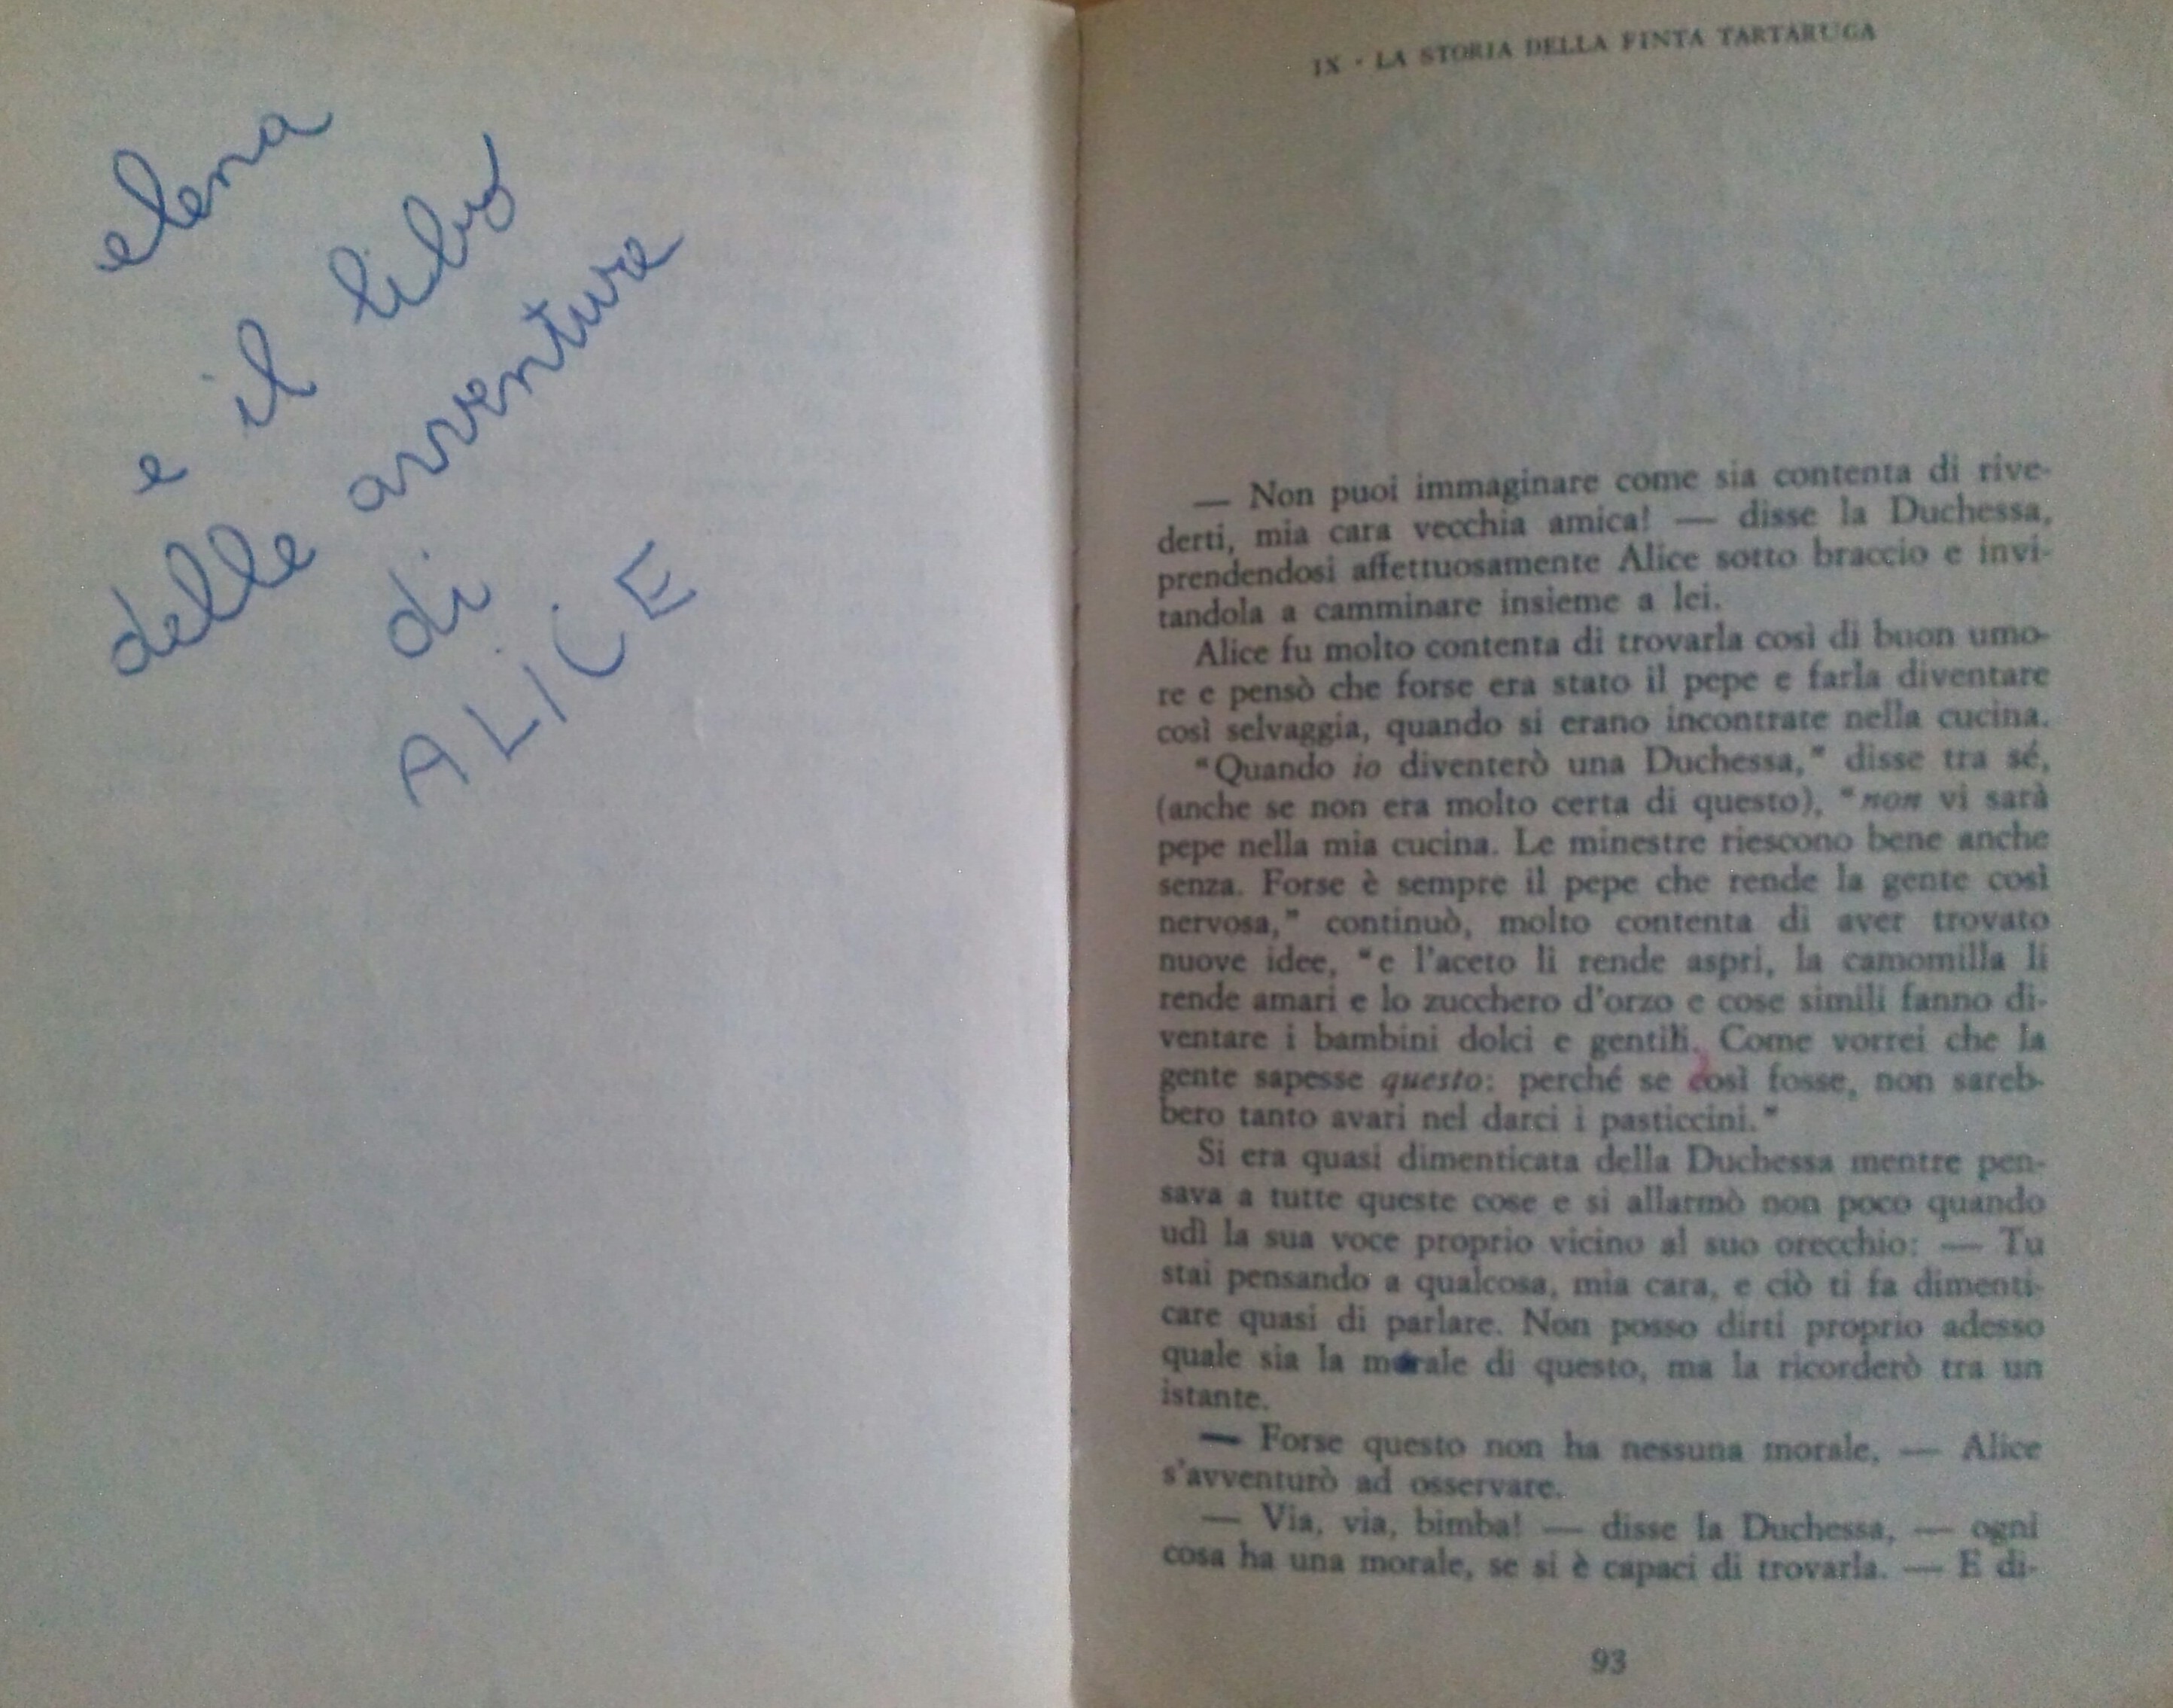 elena
e il libro
delle avventure
di
ALICE
IX · LA STORIA DELLA FINTA TARTARUGA
— Non puoi immaginare come sia contenta di rive-
derti, mia cara vecchia amica! — disse la Duchessa,
prendendosi affettuosamente Alice sotto braccio e invi-
tandola a camminare insieme a lei.
Alice fu molto contenta di trovarla così di buon umo-
re e pensò che forse era stato il pepe e farla diventare
così selvaggia, quando si erano incontrate nella cucina.
"Quando io diventerò una Duchessa," disse tra sé,
(anche se non era molto certa di questo), "non vi sarà
pepe nella mia cucina. Le minestre riescono bene anche
senza. Forse è sempre il pepe che rende la gente così
nervosa," continuò, molto contenta di aver trovato
nuove idee, "e l'aceto li rende aspri, la camomilla li
rende amari e lo zucchero d'orzo e cose simili fanno di-
ventare i bambini dolci e gentili. Come vorrei che la
gente sapesse questo: perché se così fosse, non sareb-
bero tanto avari nel darci i pasticcini."
Si era quasi dimenticata della Duchessa mentre pen-
sava a tutte queste cose e si allarmò non poco quando
udì la sua voce proprio vicino al suo orecchio: — Tu
stai pensando a qualcosa, mia cara, e ciò ti fa dimenti-
care quasi di parlare. Non posso dirti proprio adesso
quale sia la morale di questo, ma la ricorderò tra un
istante.
— Forse questo non ha nessuna morale, — Alice
s'avventurò ad osservare.
— Via, via, bimba! — disse la Duchessa, — ogni
cosa ha una morale, se si è capaci di trovarla. — E di-
93